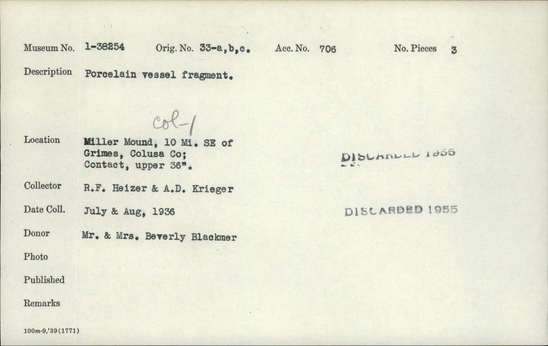 Museum No. 1-38254 Orig. No. 33-a,b,c. Acc. No. 706 No. Pieces 3
Description Porcelain vessel fragment.
Col-1
Location Miller Mound, 10 Mi. SE of
Grimes, Colusa Co;
Contact, upper 36".
DISCARDED 1955
Collector R.F. Heizer & A.D. Krieger
Date Coll. July & Aug, 1936
DISCARDED 1955
Donor Mr. & Mrs. Beverly Blackmer
Photo
Published
Remarks
100m-9,'39(1771)